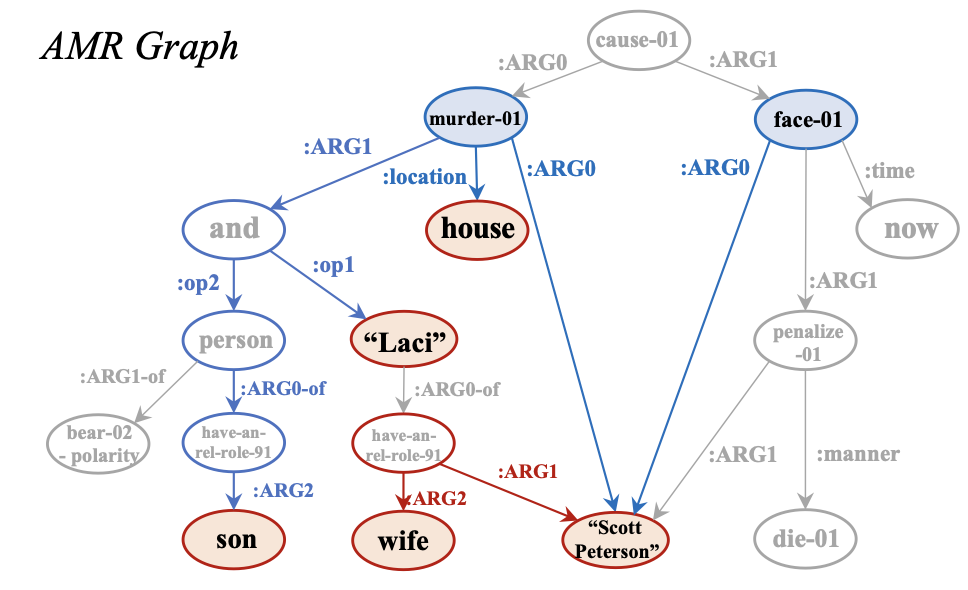 AMR Graph
cause-01
:ARG0
:ARG1
murder-01
face-01
:ARG1
:location
:ARG0
:ARG0
:time
and
house
now
:op2
:op1
:ARG1
person
“Laci”
penalize
-01
:ARG1-of
:ARG0-of
:ARG0-of
bear-02
- polarity
have-an-
rel-role-91
have-an-
rel-role-91
:ARG2
:ARG2
:ARG1
:ARG1
:manner
son
wife
“Scott
Peterson”
die-01